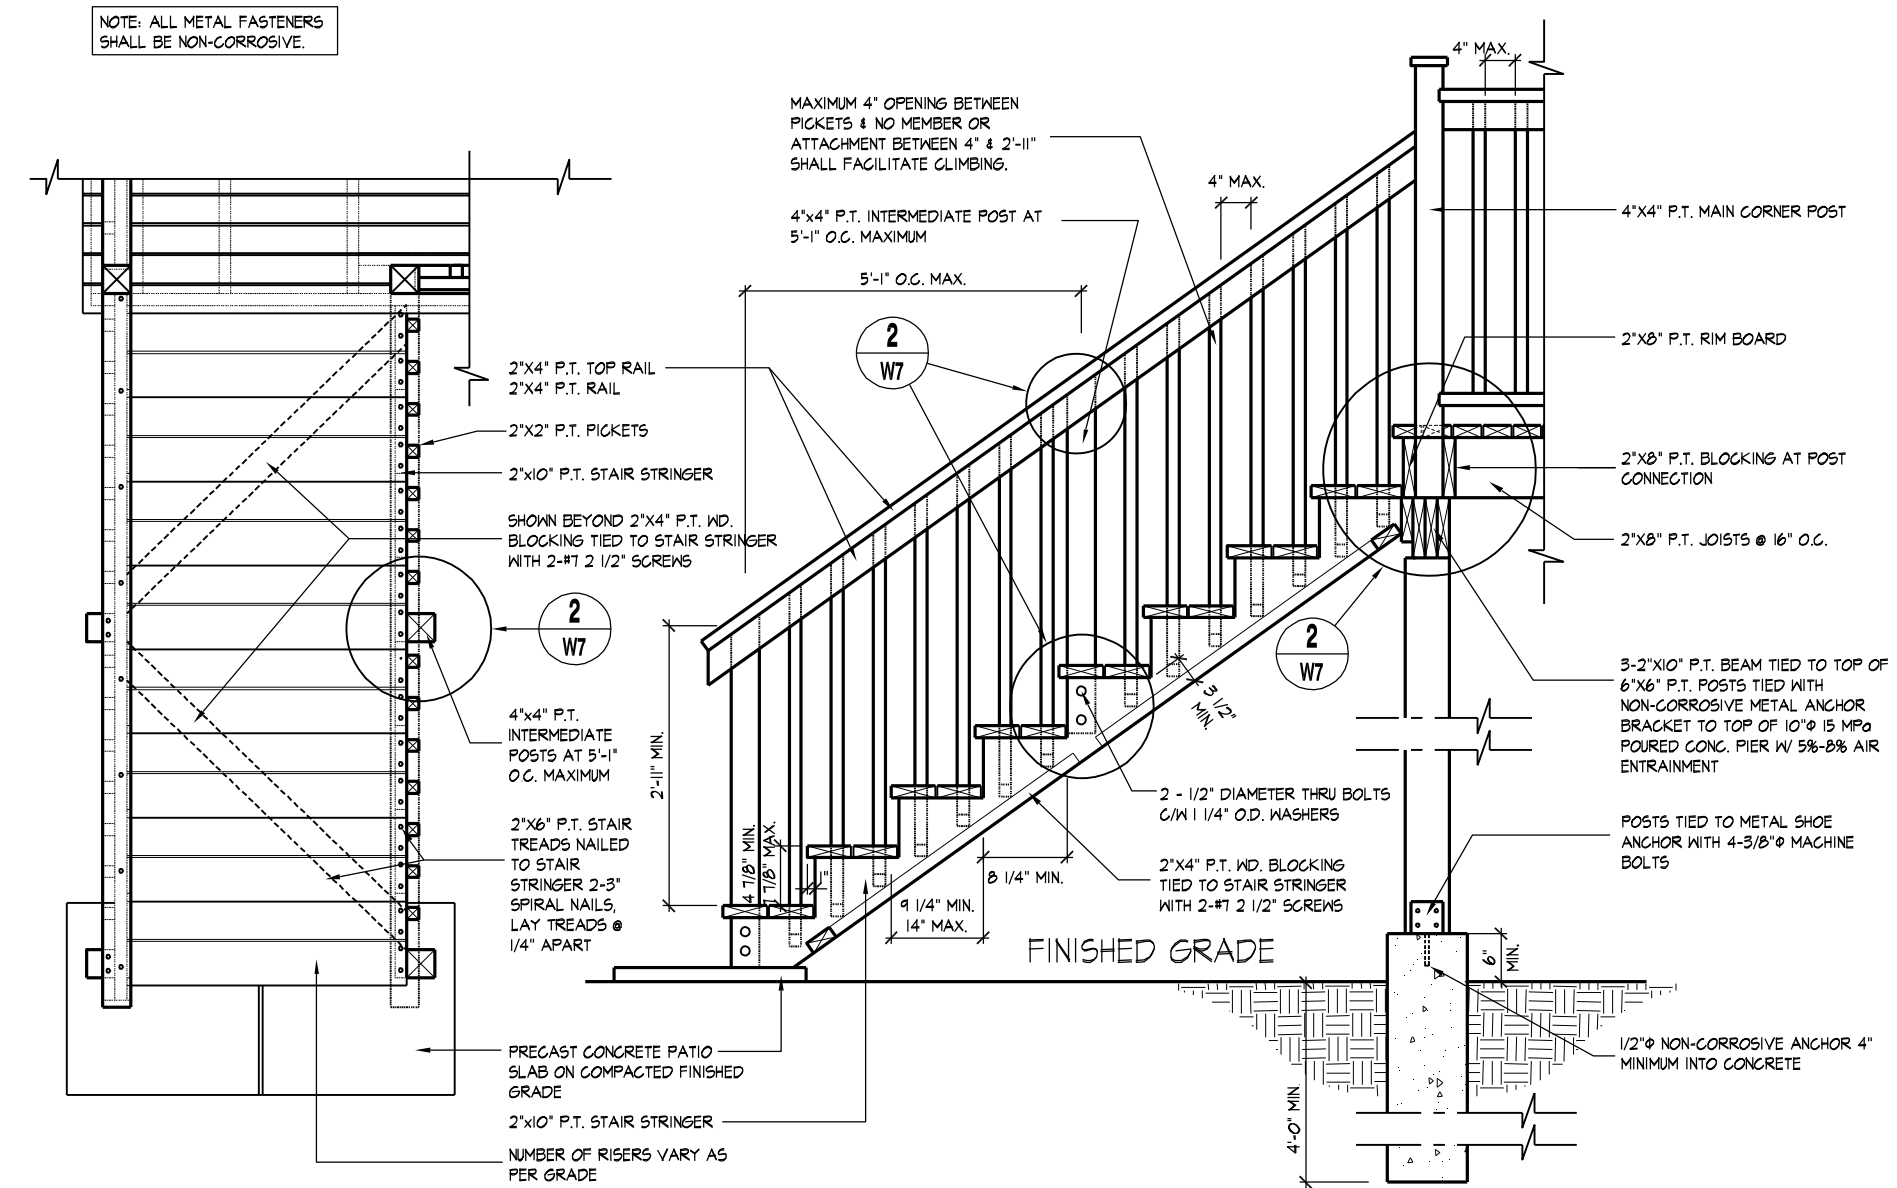 NOTE: ALL METAL FASTENERS
SHALL BE NON-CORROSIVE.
4" MAX.
MAXIMUM 4" OPENING BETWEEN
PICKETS & NO MEMBER OR
ATTACHMENT BETWEEN 4" & 2'-11"
SHALL FACILITATE CLIMBING.
4" MAX.
4"x4" P.T. INTERMEDIATE POST AT
5'-1" O.C. MAXIMUM
4"X4" P.T. MAIN CORNER POST
5'-1" O.C. MAX.
2
W7
2"X8" P.T. RIM BOARD
2"X4" P.T. TOP RAIL
2"X4" P.T. RAIL
2"X2" P.T. PICKETS
2"x10" P.T. STAIR STRINGER
2"X8" P.T. BLOCKING AT POST
CONNECTION
SHOWN BEYOND 2"X4" P.T. WD.
BLOCKING TIED TO STAIR STRINGER
WITH 2-#7 2 1/2" SCREWS
2"X8" P.T. JOISTS @ 16" O.C.
2
W7
2
W7
3-2"X10" P.T. BEAM TIED TO TOP OF
6"X6" P.T. POSTS TIED WITH
NON-CORROSIVE METAL ANCHOR
BRACKET TO TOP OF 10"Φ 15 MPa
POURED CONC. PIER W/ 5%-8% AIR
ENTRAINMENT
3 1/2"
MIN.
4"x4" P.T.
INTERMEDIATE
POSTS AT 5'-1"
O.C. MAXIMUM
2'-11" MIN.
2 - 1/2" DIAMETER THRU BOLTS
C/W 1 1/4" O.D. WASHERS
2"X6" P.T. STAIR
TREADS NAILED
TO STAIR
STRINGER 2-3"
SPIRAL NAILS,
LAY TREADS @
1/4" APART
POSTS TIED TO METAL SHOE
ANCHOR WITH 4-3/8"Φ MACHINE
BOLTS
4 7/8" MIN.
7/8" MAX.
1"
8 1/4" MIN.
2"X4" P.T. WD. BLOCKING
TIED TO STAIR STRINGER
WITH 2-#7 2 1/2" SCREWS
9 1/4" MIN.
14" MAX.
FINISHED GRADE
6"
MIN.
PRECAST CONCRETE PATIO
SLAB ON COMPACTED FINISHED
GRADE
1/2"Φ NON-CORROSIVE ANCHOR 4"
MINIMUM INTO CONCRETE
4'-0" MIN
2"x10" P.T. STAIR STRINGER
NUMBER OF RISERS VARY AS
PER GRADE